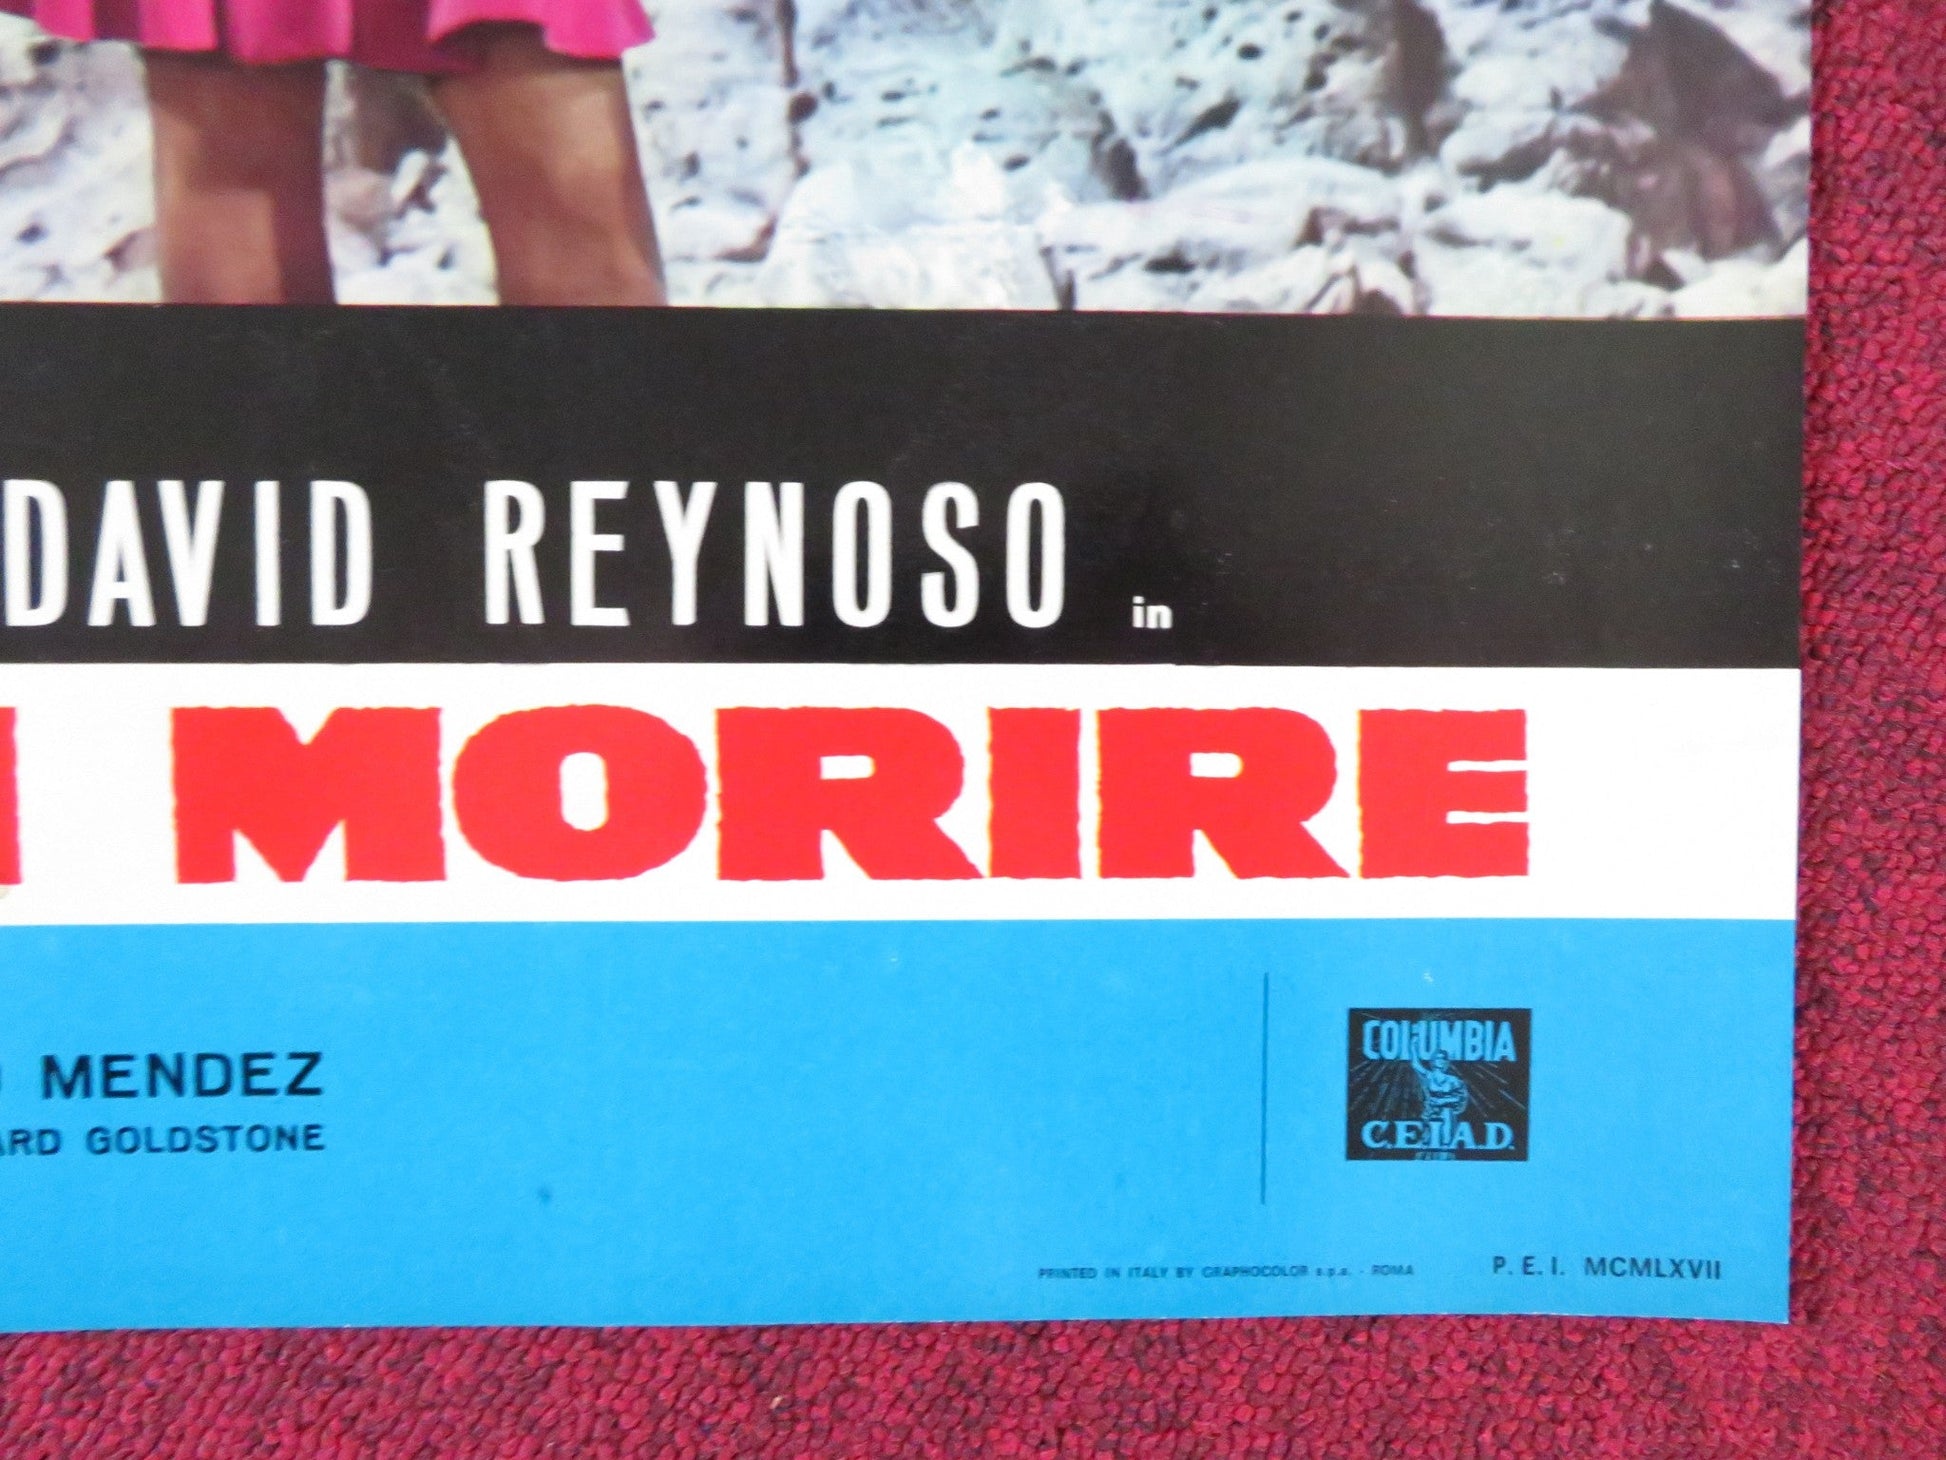 DAVID REYNOSO in
MORIRE
MENDEZ
ARD GOLDSTONE
COLUMBIA
C.E.I.A.D.
PRINTED IN ITALY BY GRAPHOCOLOR s.p.a. - ROMA
P. E. I. MCMLXVII